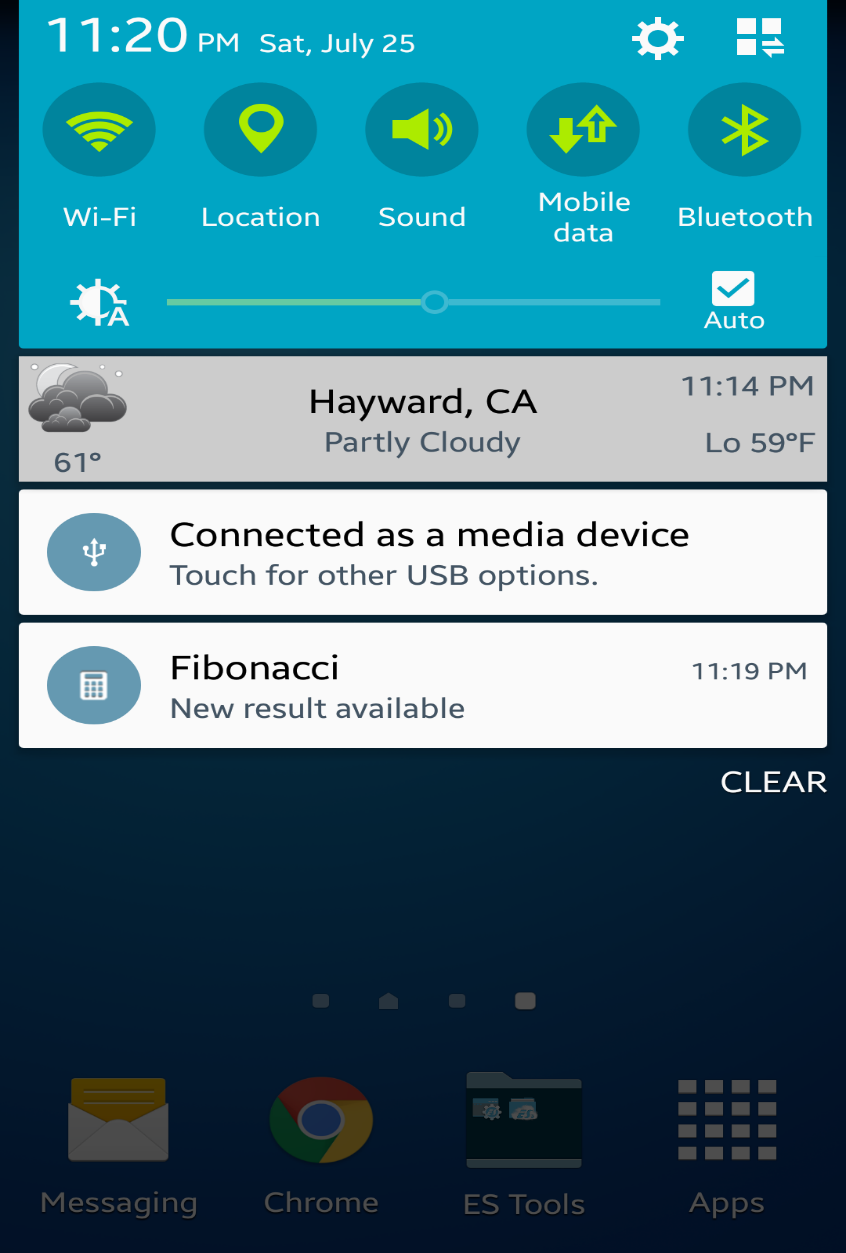 11:20 PM Sat, July 25
Wi-Fi
Location
Sound
Mobile
data
Bluetooth
A
Auto
Hayward, CA
11:14 PM
Partly Cloudy
Lo 59°F
61°
Connected as a media device
Touch for other USB options.
Fibonacci
11:19 PM
New result available
CLEAR
Messaging
Chrome
ES Tools
Apps